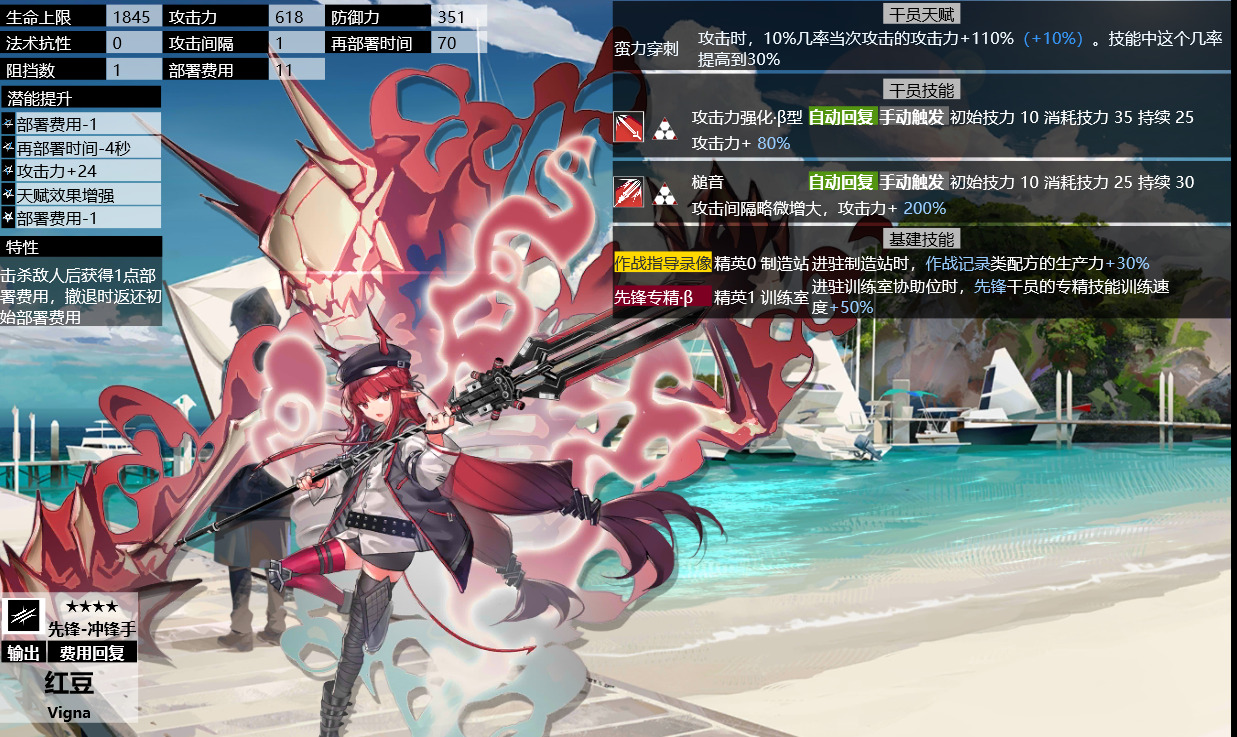 生命上限 1845 攻击力 618 防御力 351
法术抗性 0 攻击间隔 1 再部署时间 70
阻挡数 1 部署费用 11
潜能提升
部署费用-1
再部署时间-4秒
攻击力+24
天赋效果增强
部署费用-1
特性
击杀敌人后获得1点部
署费用，撤退时返还初
始部署费用
干员天赋
蛮力穿刺
攻击时，10%几率当次攻击的攻击力+110%（+10%）。技能中这个几率
提高到30%
干员技能
攻击力强化·β型 自动回复 手动触发 初始技力 10 消耗技力 35 持续 25
攻击力+ 80%
槌音 自动回复 手动触发 初始技力 10 消耗技力 25 持续 30
攻击间隔略微增大，攻击力+ 200%
基建技能
作战指导录像 精英0 制造站 进驻制造站时，作战记录类配方的生产力+30%
先锋专精·β 精英1 训练室 进驻训练室协助位时，先锋干员的专精技能训练速
度+50%
★★★★
先锋-冲锋手
输出 费用回复
红豆
Vigna